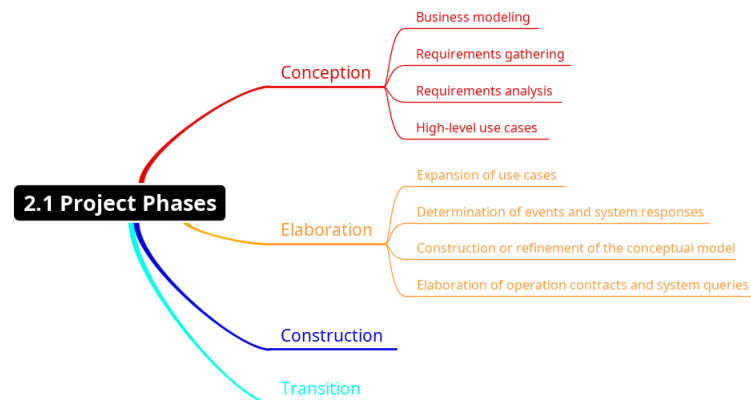 Business modeling
Requirements gathering
Conception
Requirements analysis
High-level use cases
Expansion of use cases
2.1 Project Phases
Determination of events and system responses
Elaboration
Construction or refinement of the conceptual model
Elaboration of operation contracts and system queries
Construction
Transition